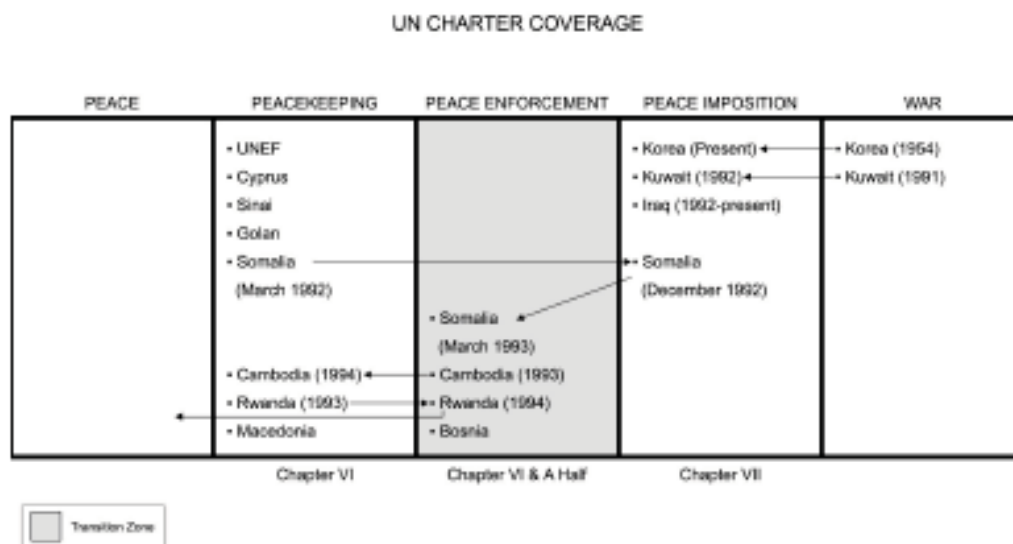 UN CHARTER COVERAGE
PEACE PEACEKEEPING PEACE ENFORCEMENT PEACE IMPOSITION WAR
• UNEF • Korea (Present) • Korea (1954)
• Cyprus • Kuwait (1992) • Kuwait (1991)
• Sinai • Iraq (1992-present)
• Golan
• Somalia • Somalia
(March 1992) (December 1992)
• Somalia
(March 1993)
• Cambodia (1994) • Cambodia (1993)
• Rwanda (1993) • Rwanda (1994)
• Macedonia • Bosnia
Chapter VI Chapter VI & A Half Chapter VII
Transition Zone